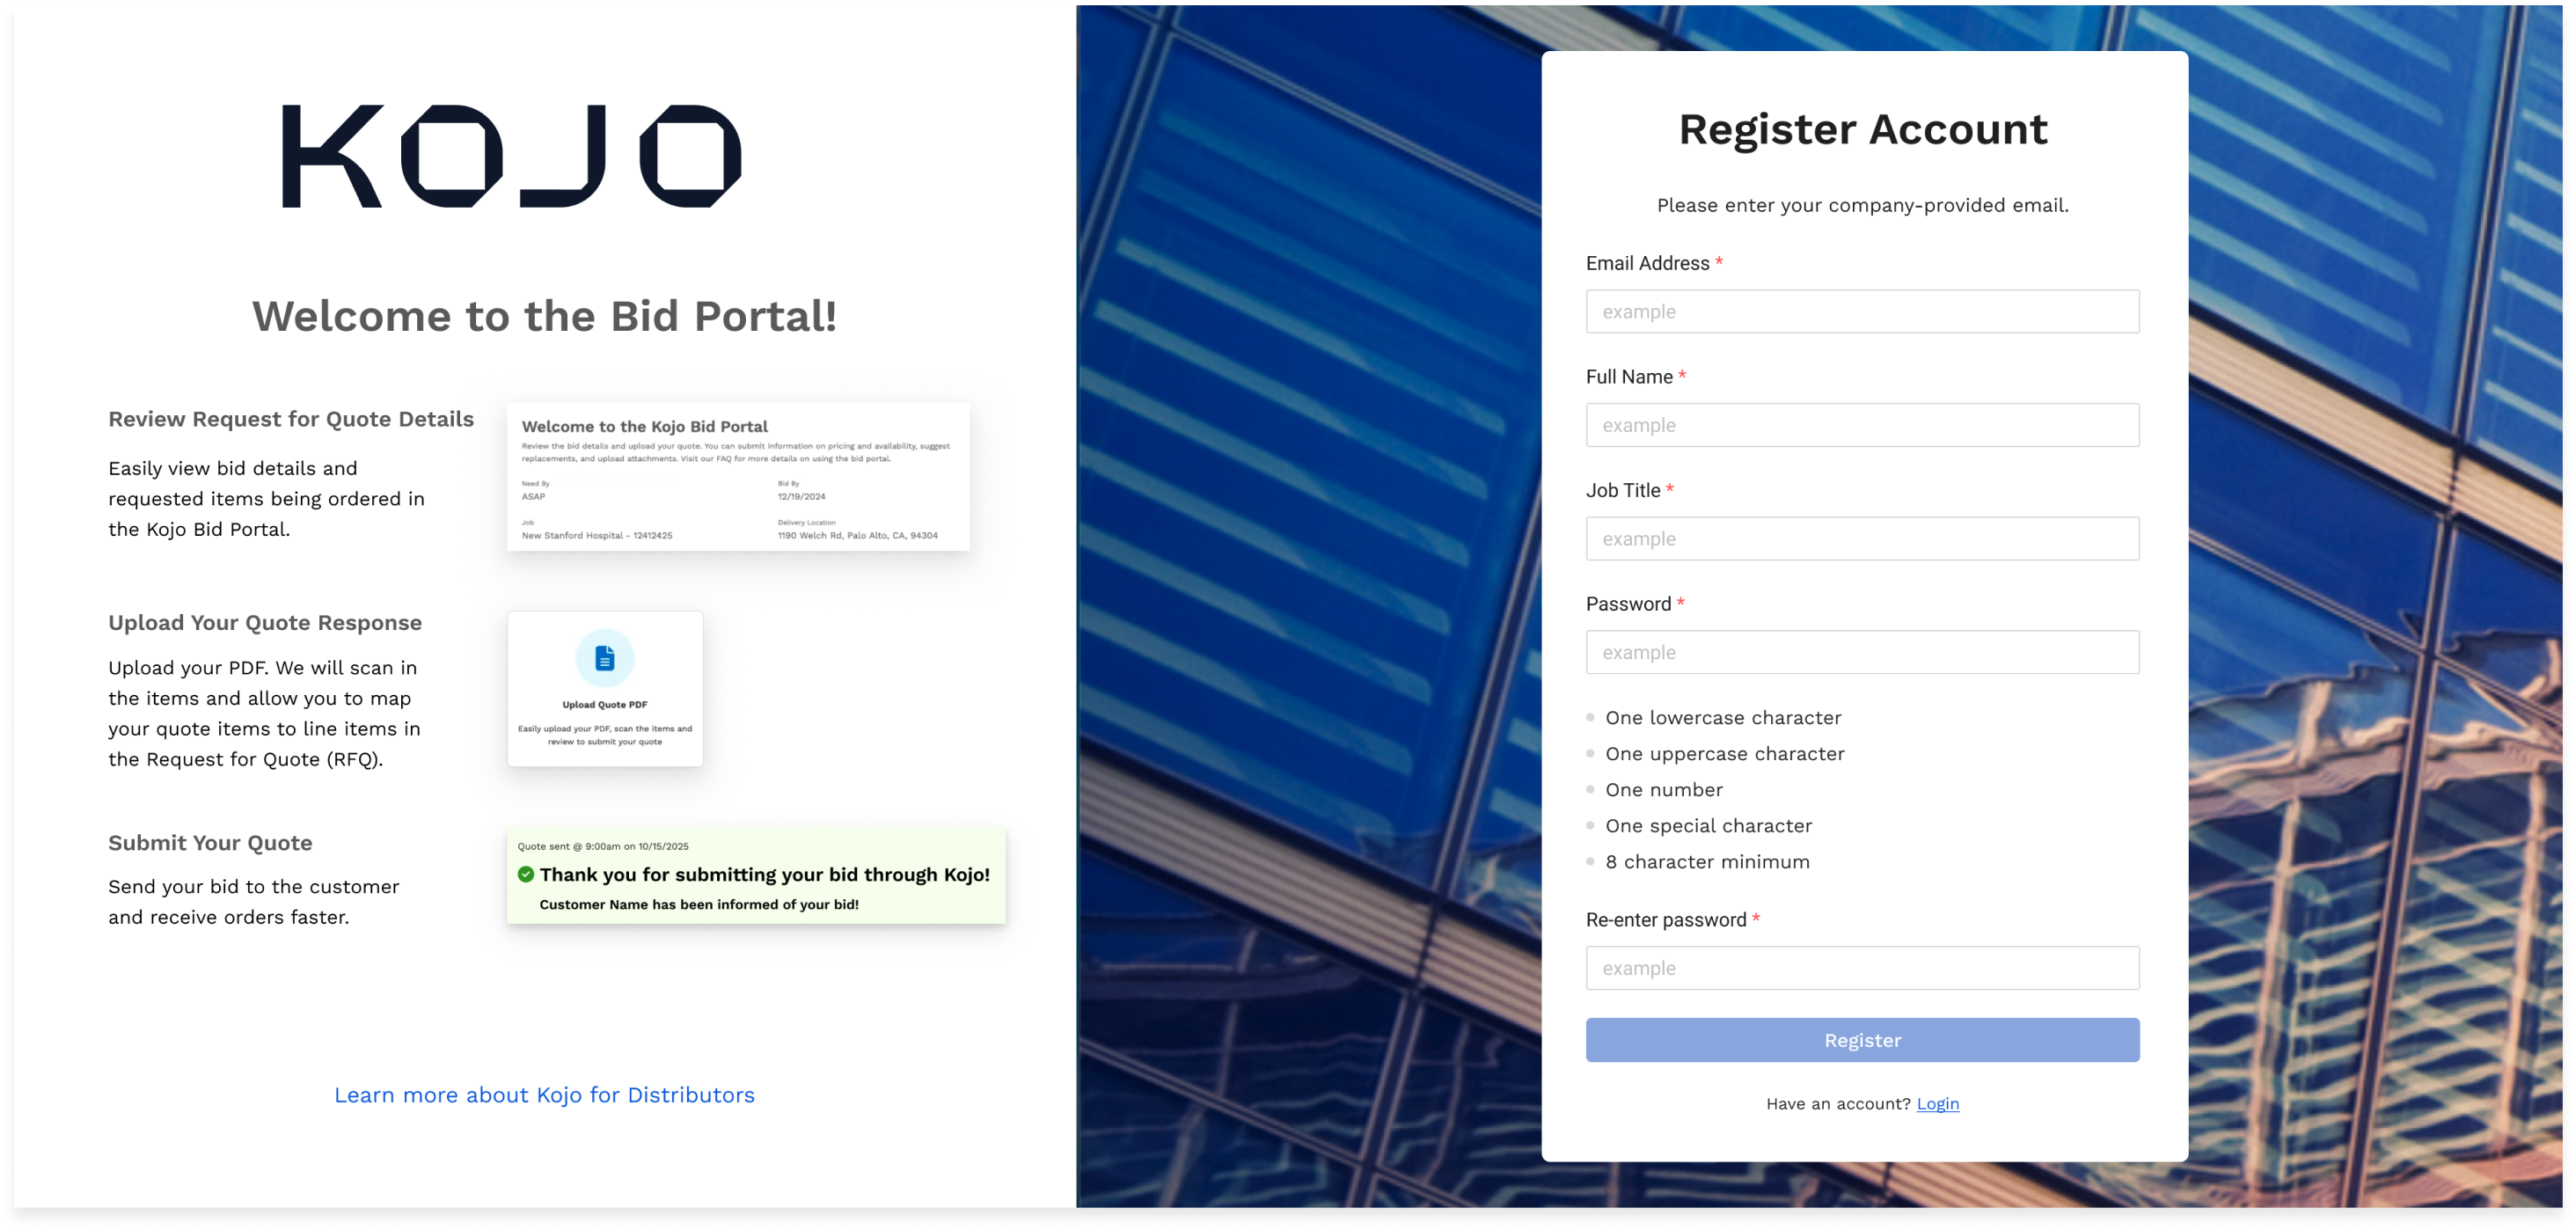 KOJO
Welcome to the Bid Portal!
Review Request for Quote Details
Easily view bid details and
requested items being ordered in
the Kojo Bid Portal.
Welcome to the Kojo Bid Portal
Review the bid details and upload your quote. You can submit information on pricing and availability, suggest
replacements, and upload attachments. Visit our FAQ for more details on using the bid portal.
Need By
ASAP
Bid By
12/19/2024
Job
New Stanford Hospital - 12412425
Delivery Location
1190 Welch Rd, Palo Alto, CA, 94304
Upload Your Quote Response
Upload your PDF. We will scan in
the items and allow you to map
your quote items to line items in
the Request for Quote (RFQ).
Upload Quote PDF
Easily upload your PDF, scan the items and
review to submit your quote
Submit Your Quote
Send your bid to the customer
and receive orders faster.
Quote sent @ 9:00am on 10/15/2025
Thank you for submitting your bid through Kojo!
Customer Name has been informed of your bid!
Learn more about Kojo for Distributors
Register Account
Please enter your company-provided email.
Email Address *
example
Full Name *
example
Job Title *
example
Password *
example
One lowercase character
One uppercase character
One number
One special character
8 character minimum
Re-enter password *
example
Register
Have an account? Login